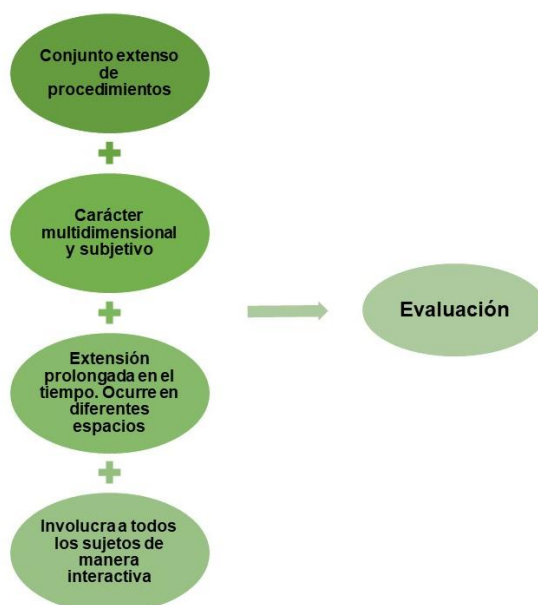 Conjunto extenso
de
procedimientos
Carácter
multidimensional
y subjetivo
Extensión
prolongada en el
tiempo. Ocurre en
diferentes
espacios
Involucra a todos
los sujetos de
manera
interactiva
Evaluación